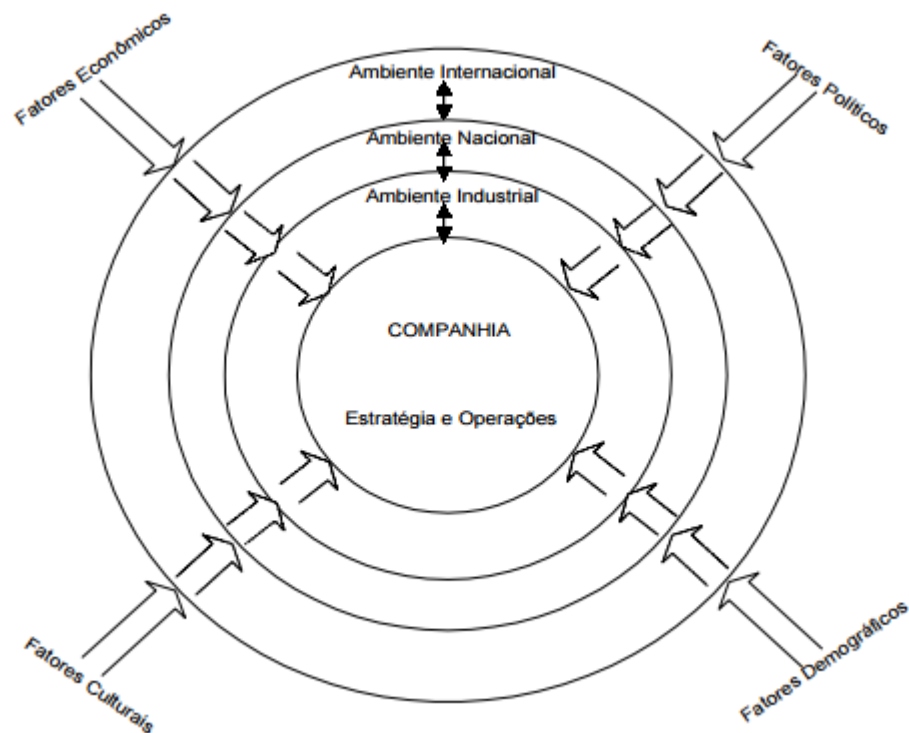 Fatores Econômicos
Fatores Políticos
Ambiente Internacional
Ambiente Nacional
Ambiente Industrial
COMPANHIA
Estratégia e Operações
Fatores Culturais
Fatores Demográficos